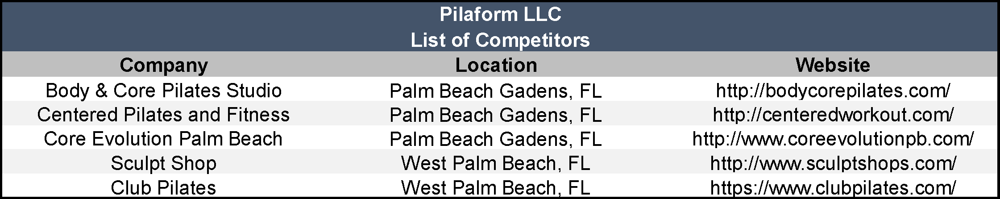 Pilaform LLC
List of Competitors
Company Location Website
Body & Core Pilates Studio Palm Beach Gadens, FL http://bodycorepilates.com/
Centered Pilates and Fitness Palm Beach Gadens, FL http://centeredworkout.com/
Core Evolution Palm Beach Palm Beach Gadens, FL http://www.coreevolutionpb.com/
Sculpt Shop West Palm Beach, FL http://www.sculptshops.com/
Club Pilates West Palm Beach, FL https://www.clubpilates.com/